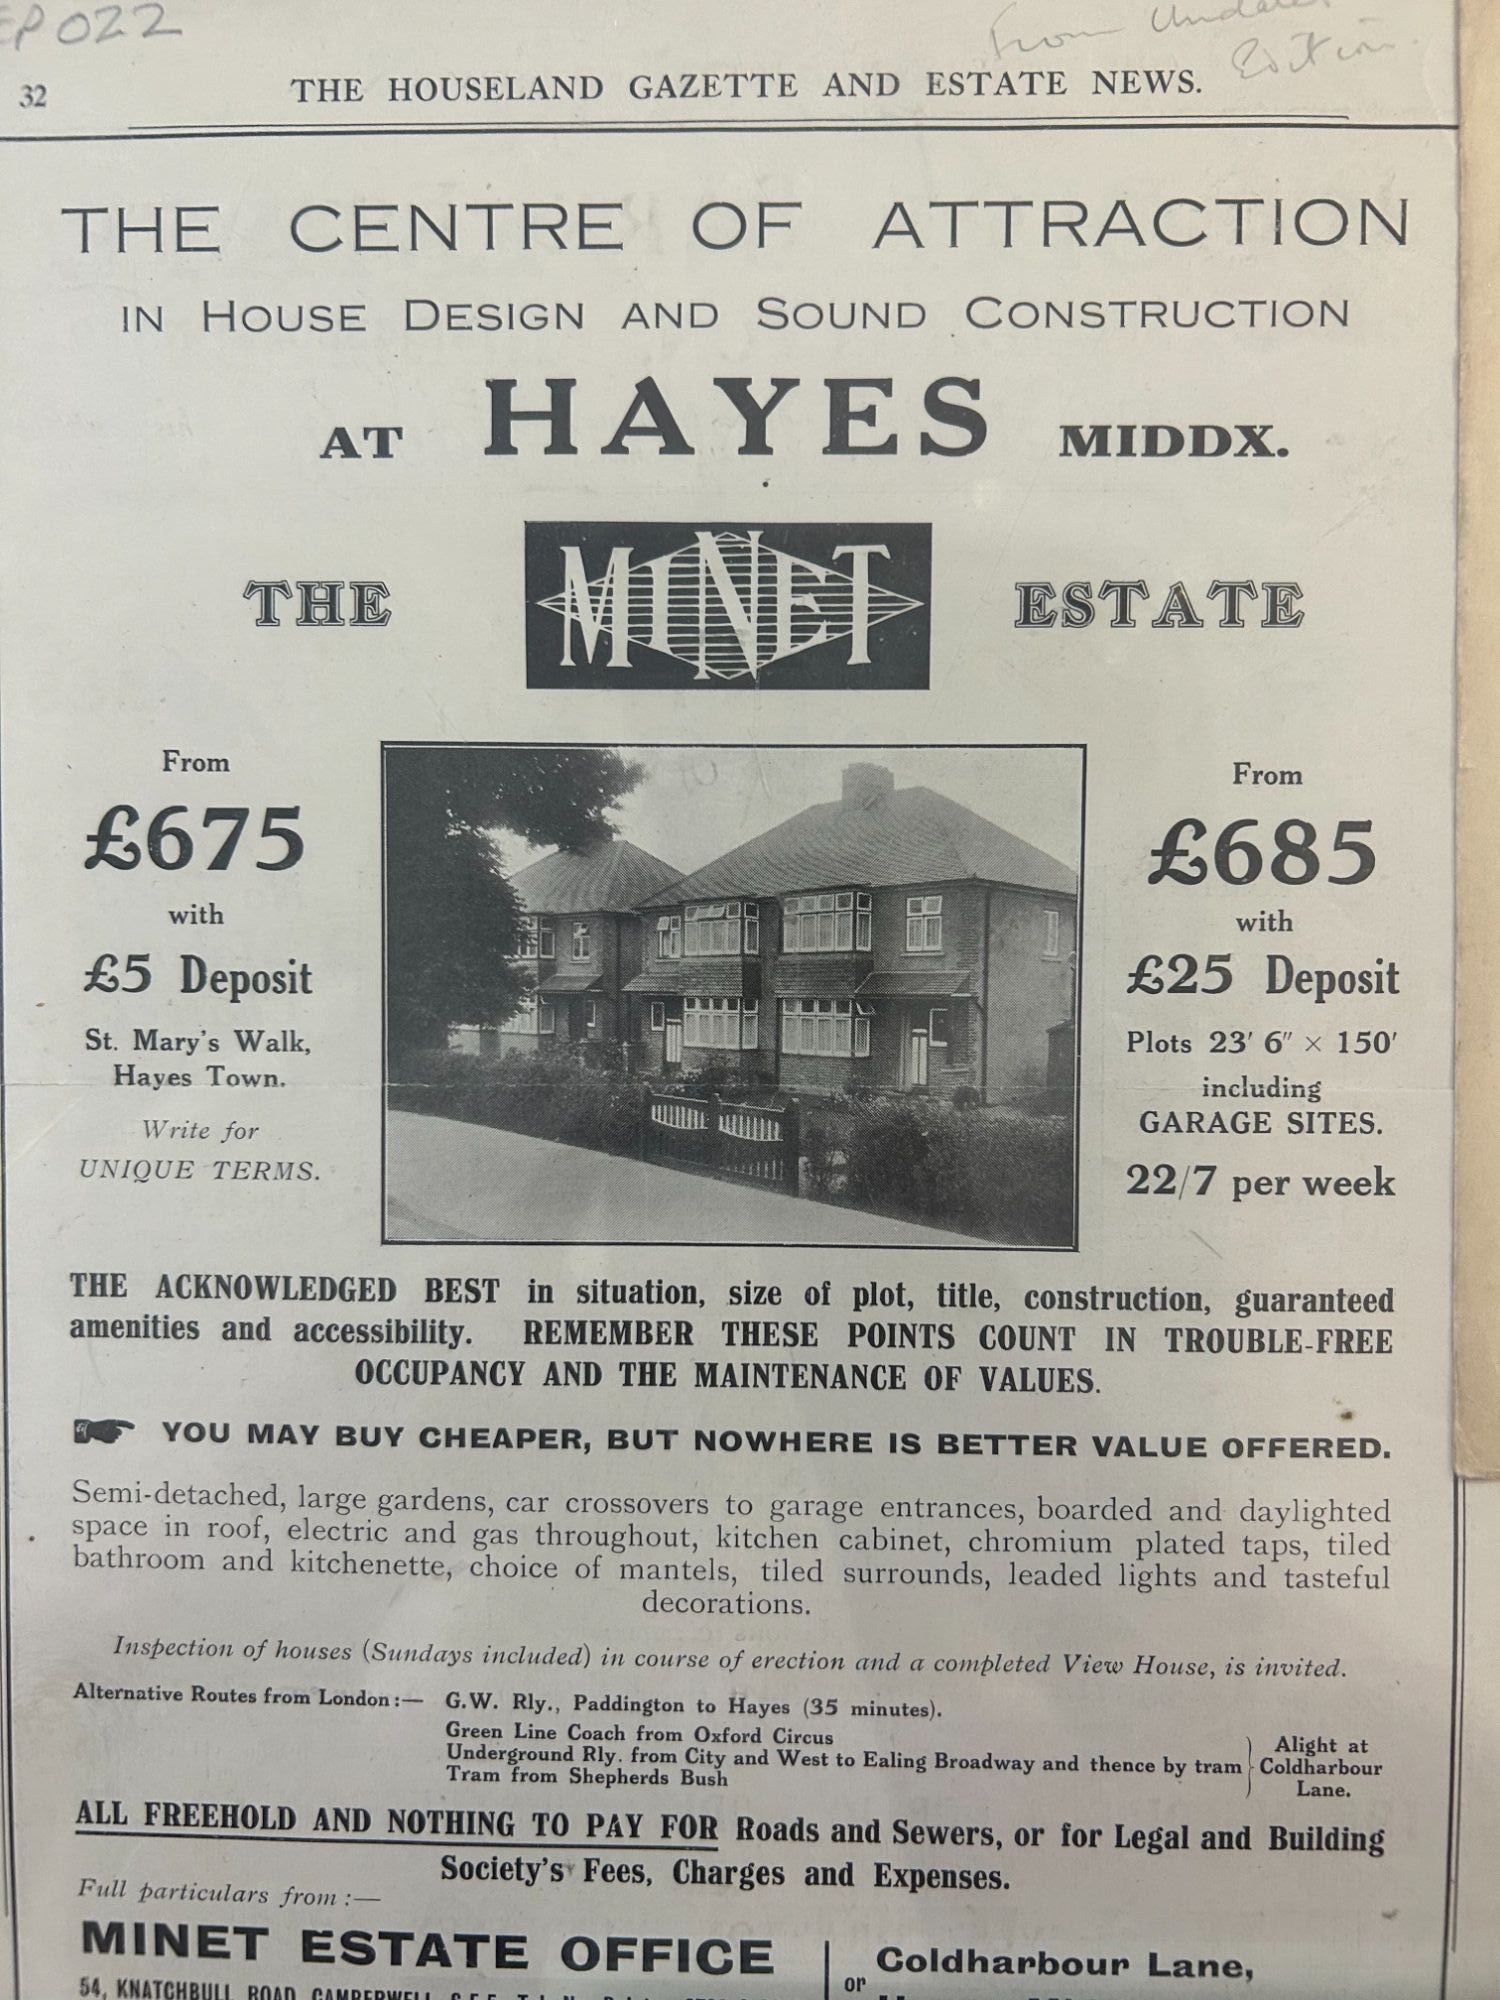 EP022
From
Edition.
32
THE HOUSELAND GAZETTE AND ESTATE NEWS.
THE CENTRE OF ATTRACTION
IN HOUSE DESIGN AND SOUND CONSTRUCTION
AT HAYES MIDDX.
THE MINET ESTATE
From
£675
with
£5 Deposit
St. Mary's Walk,
Hayes Town.
Write for
UNIQUE TERMS.
From
£685
with
£25 Deposit
Plots 23' 6" × 150'
including
GARAGE SITES.
22/7 per week
THE ACKNOWLEDGED BEST in situation, size of plot, title, construction, guaranteed
amenities and accessibility. REMEMBER THESE POINTS COUNT IN TROUBLE-FREE
OCCUPANCY AND THE MAINTENANCE OF VALUES.
YOU MAY BUY CHEAPER, BUT NOWHERE IS BETTER VALUE OFFERED.
Semi-detached, large gardens, car crossovers to garage entrances, boarded and daylighted
space in roof, electric and gas throughout, kitchen cabinet, chromium plated taps, tiled
bathroom and kitchenette, choice of mantels, tiled surrounds, leaded lights and tasteful
decorations.
Inspection of houses (Sundays included) in course of erection and a completed View House, is invited.
Alternative Routes from London:— G.W. Rly., Paddington to Hayes (35 minutes).
Green Line Coach from Oxford Circus
Underground Rly. from City and West to Ealing Broadway and thence by tram
Tram from Shepherds Bush
Alight at
Coldharbour
Lane.
ALL FREEHOLD AND NOTHING TO PAY FOR Roads and Sewers, or for Legal and Building
Society's Fees, Charges and Expenses.
Full particulars from:—
MINET ESTATE OFFICE
54, KNATCHBULL ROAD, CAMBERWELL, S.E.5.
or
Coldharbour Lane,